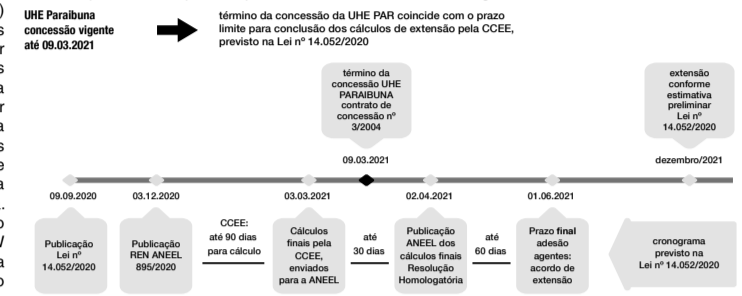 UHE Paraibuna
concessão vigente
até 09.03.2021
término da concessão da UHE PAR coincide com o prazo
limite para conclusão dos cálculos de extensão pela CCEE,
previsto na Lei nº 14.052/2020
término da
concessão UHE
PARAIBUNA
contrato de
concessão nº
3/2004
extensão
conforme
estimativa
preliminar
Lei nº
14.052/2020
09.03.2021
dezembro/2021
09.09.2020
03.12.2020
03.03.2021
02.04.2021
01.06.2021
Publicação
Lei nº
14.052/2020
Publicação
REN ANEEL
895/2020
CCEE:
até 90 dias
para cálculo
Cálculos
finais pela
CCEE,
enviados
para a ANEEL
até
30 dias
Publicação
ANEEL dos
cálculos finais
Resolução
Homologatória
até
60 dias
Prazo final
adesão
agentes:
acordo de
extensão
cronograma
previsto na
Lei nº 14.052/2020